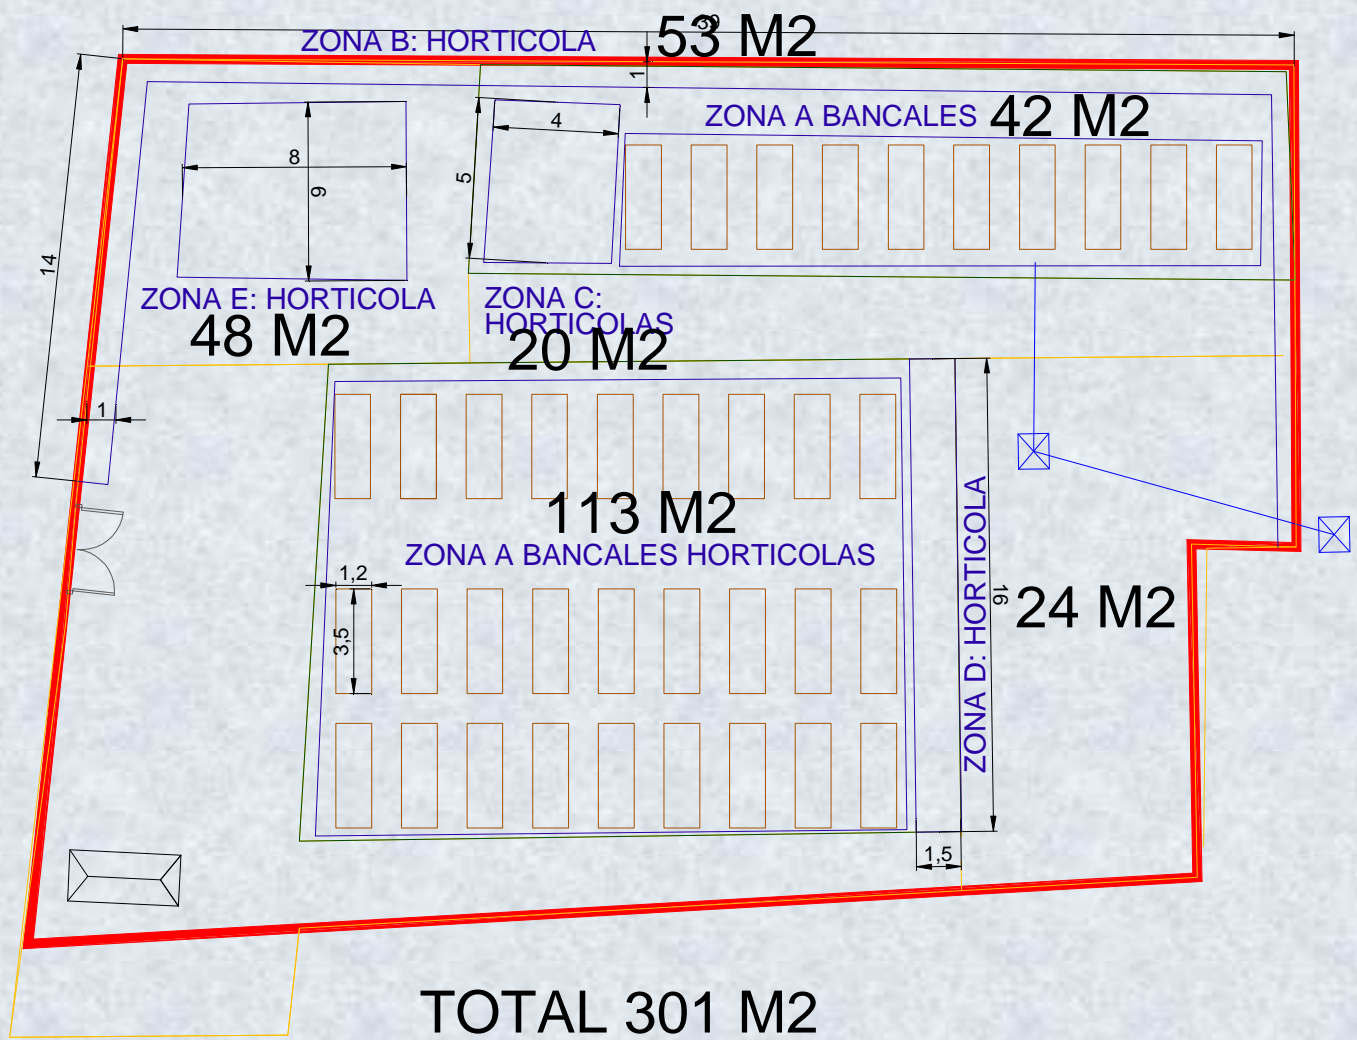 39
53 M2
ZONA B: HORTICOLA
1
ZONA A BANCALES 42 M2
4
8
6
5
14
ZONA E: HORTICOLA
48 M2
ZONA C:
HORTICOLAS
20 M2
1
113 M2
ZONA A BANCALES HORTICOLAS
1,2
3,5
ZONA D: HORTICOLA
16
24 M2
1,5
TOTAL 301 M2